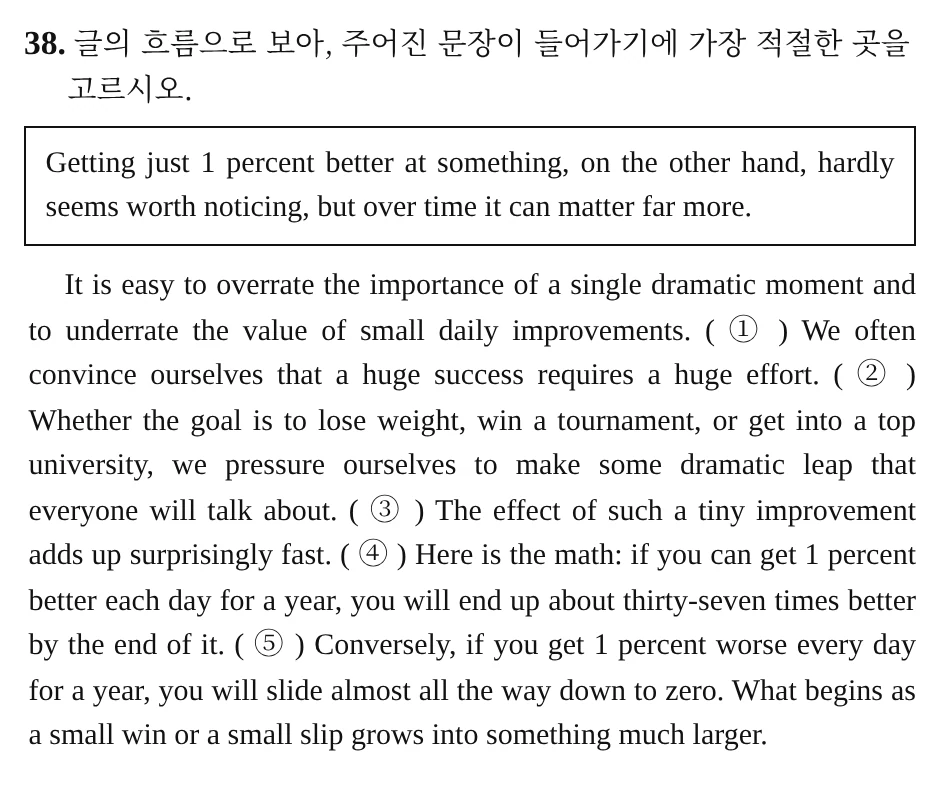 38. 글의 흐름으로 보아, 주어진 문장이 들어가기에 가장 적절한 곳을
고르시오.
Getting just 1 percent better at something, on the other hand, hardly
seems worth noticing, but over time it can matter far more.
It is easy to overrate the importance of a single dramatic moment and
to underrate the value of small daily improvements. ( ① ) We often
convince ourselves that a huge success requires a huge effort. ( ② )
Whether the goal is to lose weight, win a tournament, or get into a top
university, we pressure ourselves to make some dramatic leap that
everyone will talk about. ( ③ ) The effect of such a tiny improvement
adds up surprisingly fast. ( ④ ) Here is the math: if you can get 1 percent
better each day for a year, you will end up about thirty-seven times better
by the end of it. ( ⑤ ) Conversely, if you get 1 percent worse every day
for a year, you will slide almost all the way down to zero. What begins as
a small win or a small slip grows into something much larger.